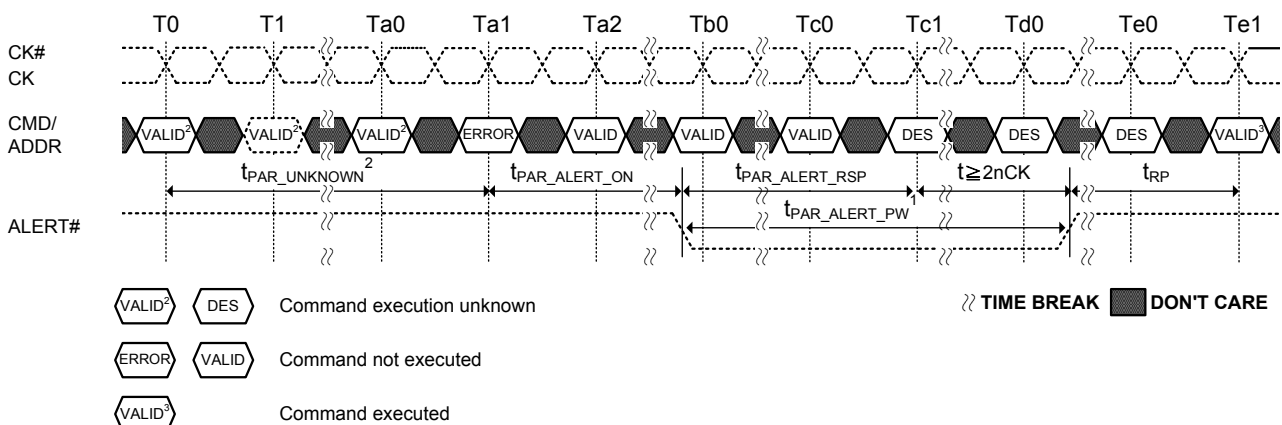 T0 T1 Ta0 Ta1 Ta2 Tb0 Tc0 Tc1 Td0 Te0 Te1
CK#
CK
CMD/
ADDR
VALID² VALID² VALID² ERROR VALID VALID VALID DES DES DES VALID³
tPAR_UNKNOWN² tPAR_ALERT_ON tPAR_ALERT_RSP t≧2nCK tRP
tPAR_ALERT_PW¹
ALERT#
VALID² DES Command execution unknown
TIME BREAK DON'T CARE
ERROR VALID Command not executed
VALID³ Command executed